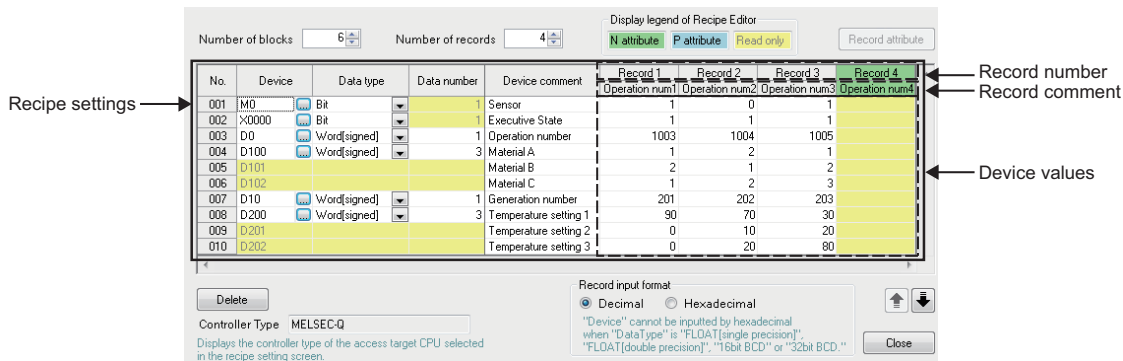 Display legend of Recipe Editor
Number of blocks 6 Number of records 4 N attribute P attribute Read only Record attribute
No. Device Data type Data number Device comment Record 1 Record 2 Record 3 Record 4
Operation num1 Operation num2 Operation num3 Operation num4
Record number
Record comment
Recipe settings
Device values
001 M0 ... Bit 1 Sensor 1 0 1
002 X0000 ... Bit 1 Executive State 1 1 1
003 D0 ... Word[signed] 1 Operation number 1003 1004 1005
004 D100 ... Word[signed] 3 Material A 1 2 1
005 D101 Material B 2 1 2
006 D102 Material C 1 2 3
007 D10 ... Word[signed] 1 Generation number 201 202 203
008 D200 ... Word[signed] 3 Temperature setting 1 90 70 30
009 D201 Temperature setting 2 0 10 20
010 D202 Temperature setting 3 0 20 80
Delete
Controller Type MELSEC-Q
Displays the controller type of the access target CPU selected
in the recipe setting screen.
Record input format
Decimal Hexadecimal
"Device" cannot be inputted by hexadecimal
when "DataType" is "FLOAT[single precision]",
"FLOAT[double precision]", "16bit BCD" or "32bit BCD."
Close